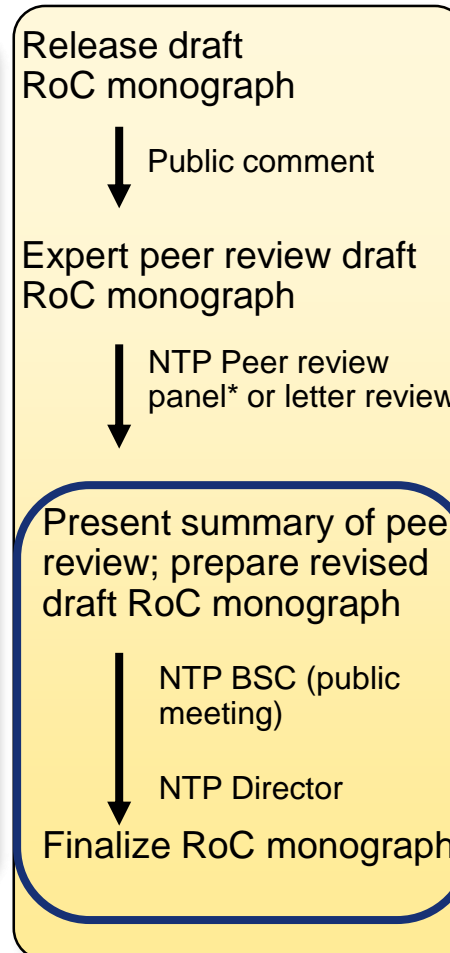 Release draft
RoC monograph
Public comment
Expert peer review draft
RoC monograph
NTP Peer review
panel* or letter review
Present summary of pee
review; prepare revised
draft RoC monograph
NTP BSC (public
meeting)
NTP Director
Finalize RoC monograph